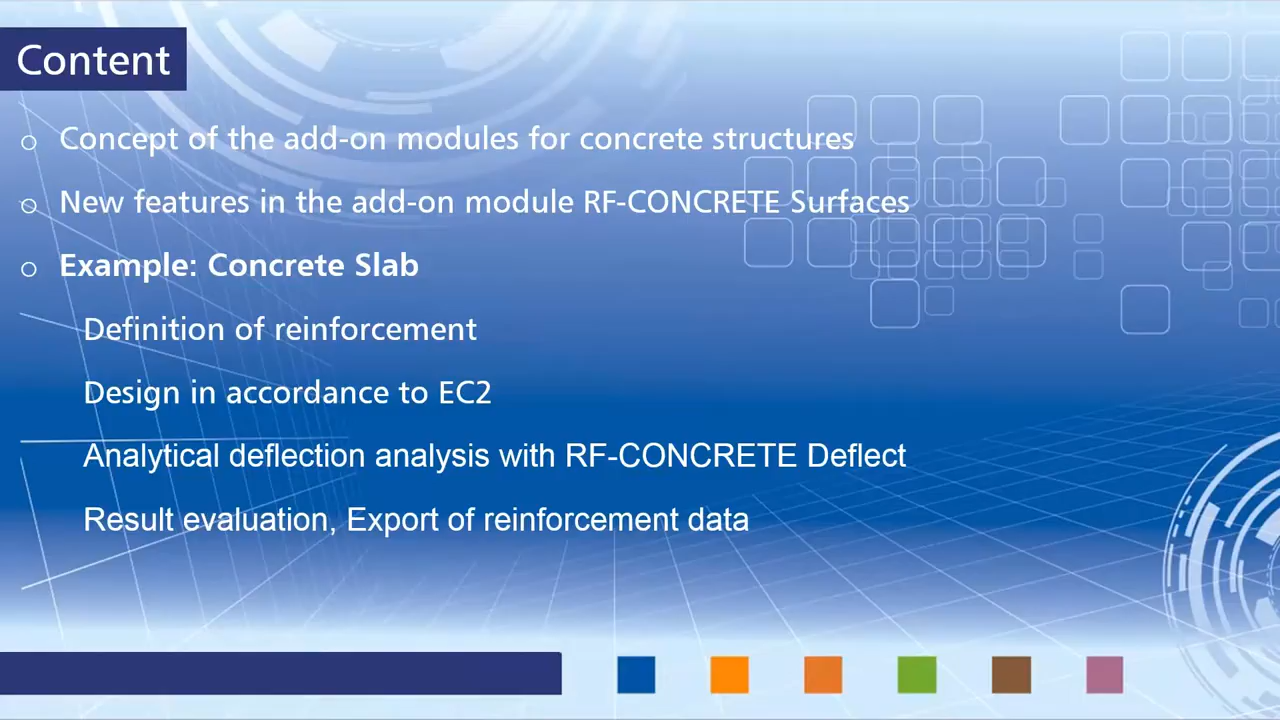 Content
Concept of the add-on modules for concrete structures
New features in the add-on module RF-CONCRETE Surfaces
Example: Concrete Slab
Definition of reinforcement
Design in accordance to EC2
Analytical deflection analysis with RF-CONCRETE Deflect
Result evaluation, Export of reinforcement data